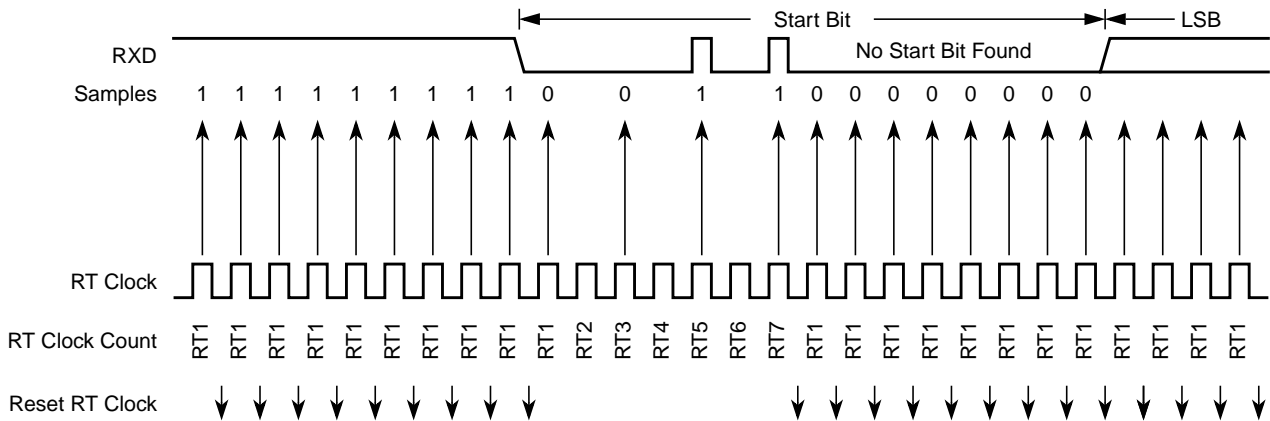 Start Bit LSB
RXD No Start Bit Found
Samples 1 1 1 1 1 1 1 1 1 0 0 1 1 0 0 0 0 0 0 0 0
RT Clock
RT Clock Count RT1 RT1 RT1 RT1 RT1 RT1 RT1 RT1 RT1 RT1 RT2 RT3 RT4 RT5 RT6 RT7 RT1 RT1 RT1 RT1 RT1 RT1 RT1 RT1 RT1 RT1 RT1 RT1
Reset RT Clock